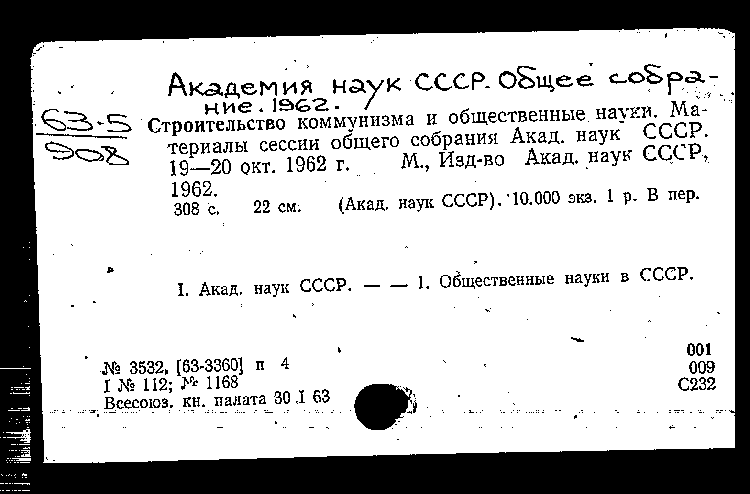 Академия наук СССР. Общее собра-
ние. 1962.
63-5
908
Строительство коммунизма и общественные науки. Ма-
териалы сессии общего собрания Акад. наук СССР.
19—20 окт. 1962 г. М., Изд-во Акад. наук СССР,
1962.
308 с. 22 см. (Акад. наук СССР). 10.000 экз. 1 р. В пер.
I. Акад. наук СССР. — — 1. Общественные науки в СССР.
№ 3532, [63-3360] п 4
I № 112; № 1168
Всесоюз. кн. палата 30.I 63
001
009
С232